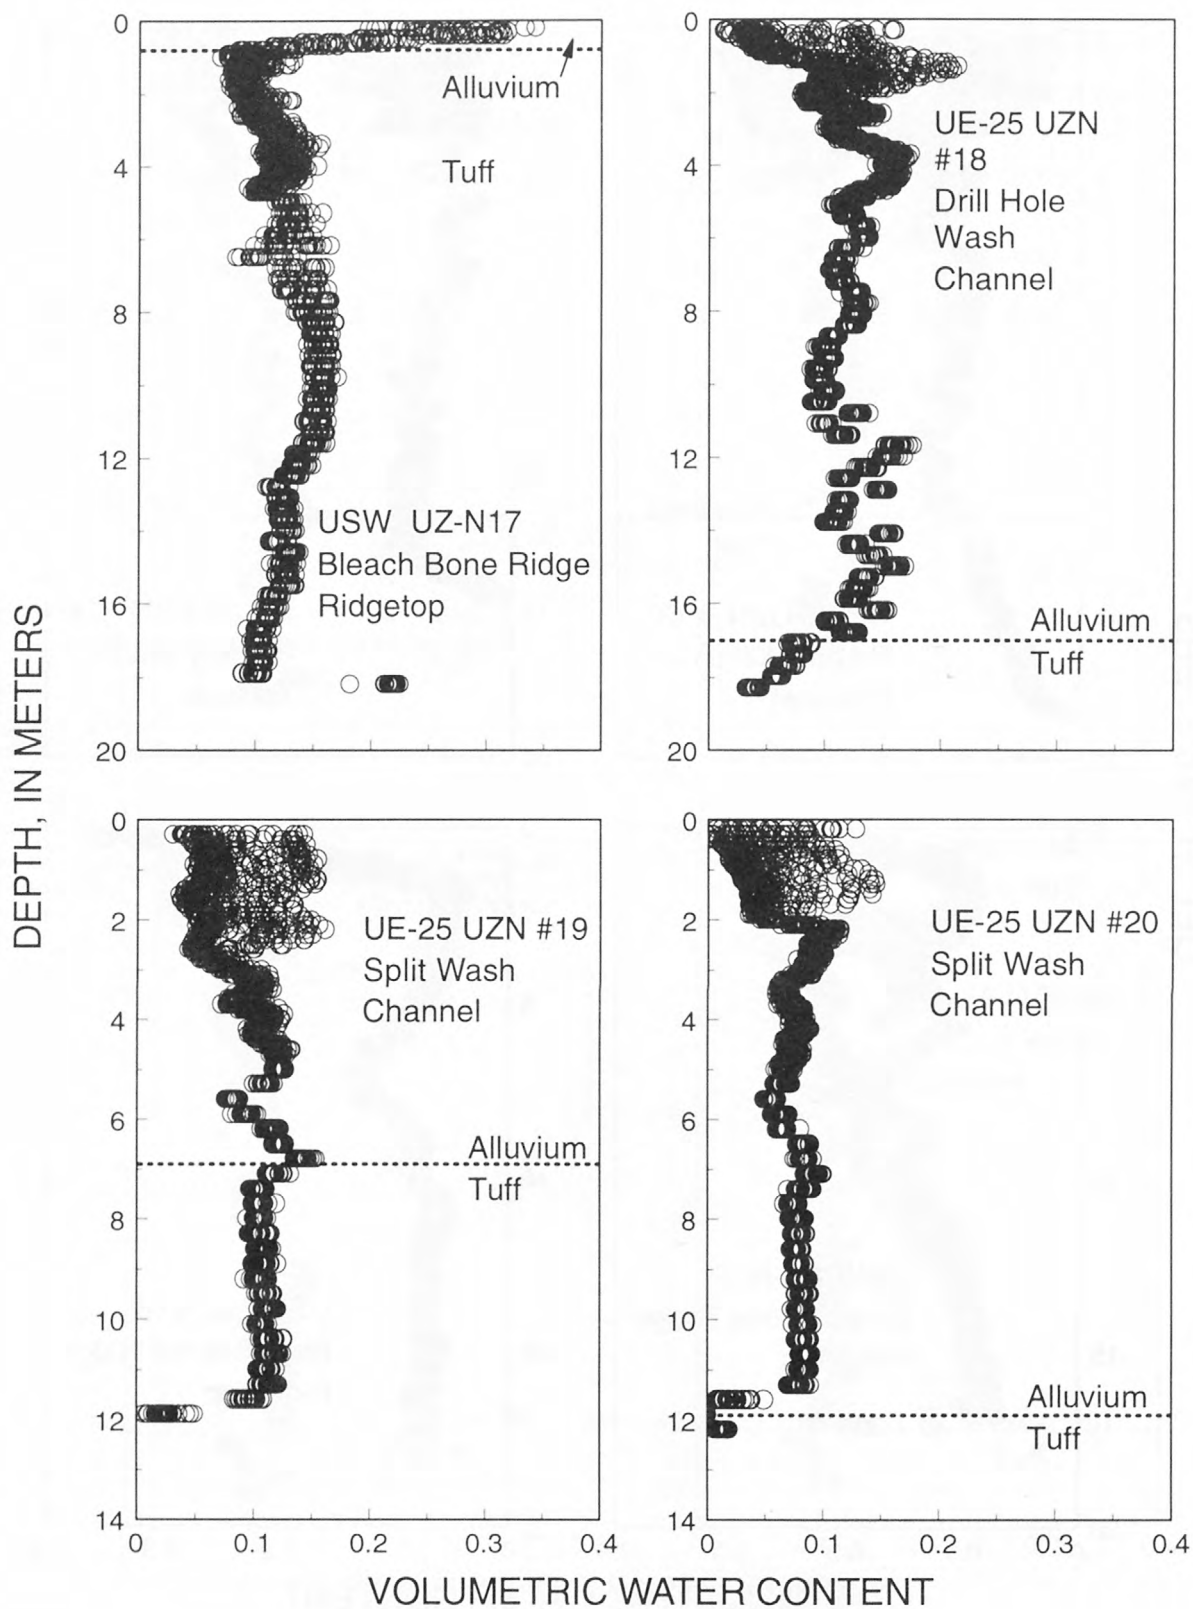 0
4
8
12
16
20
Alluvium
Tuff
USW UZ-N17
Bleach Bone Ridge
Ridgetop
0
4
8
12
16
20
UE-25 UZN
#18
Drill Hole
Wash
Channel
Alluvium
Tuff
DEPTH, IN METERS
0
2
4
6
8
10
12
14
0
0.1
0.2
0.3
0.4
UE-25 UZN #19
Split Wash
Channel
Alluvium
Tuff
0
2
4
6
8
10
12
14
0
0.1
0.2
0.3
0.4
UE-25 UZN #20
Split Wash
Channel
Alluvium
Tuff
VOLUMETRIC WATER CONTENT